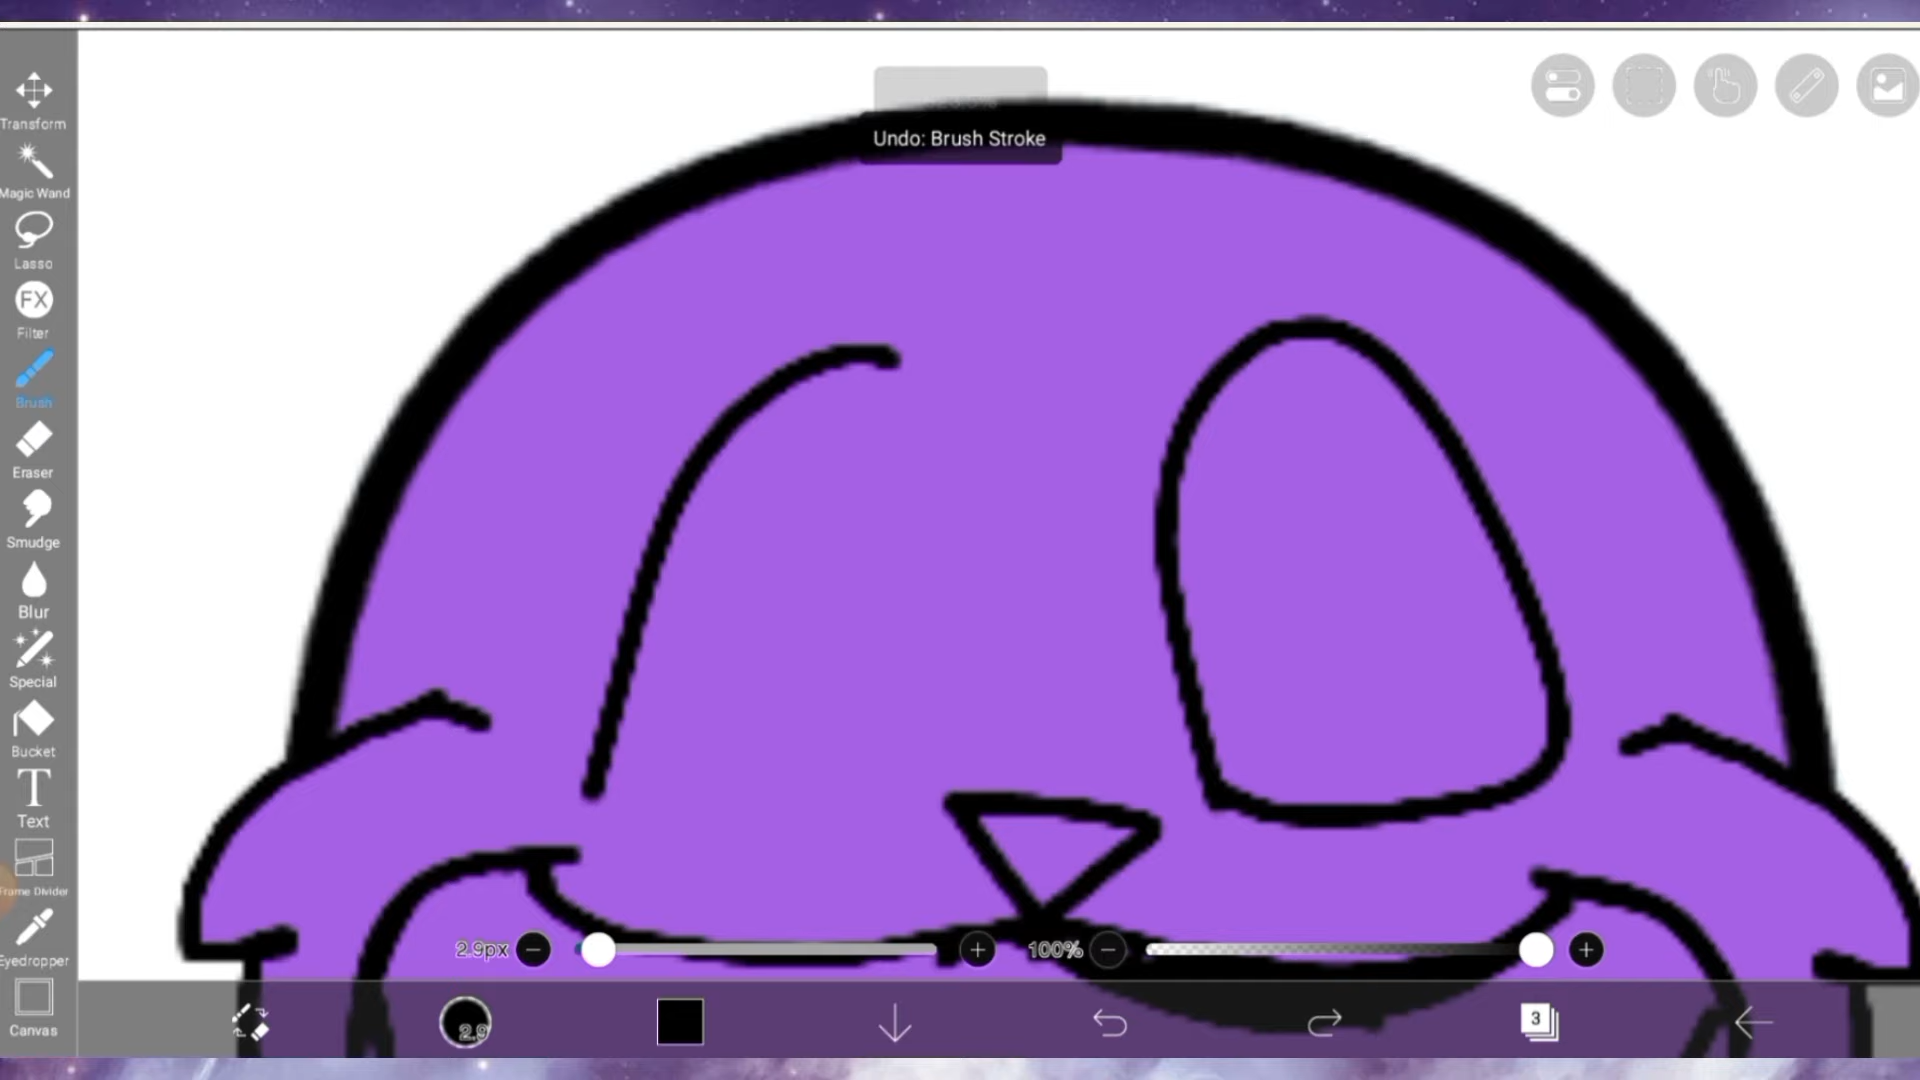 Undo: Brush Stroke
Transform
Magic Wand
Lasso
FX
Filter
Brush
Eraser
Smudge
Blur
Special
Bucket
T
Text
Frame Divider
Eyedropper
Canvas
2.9px
100%
2.9
3